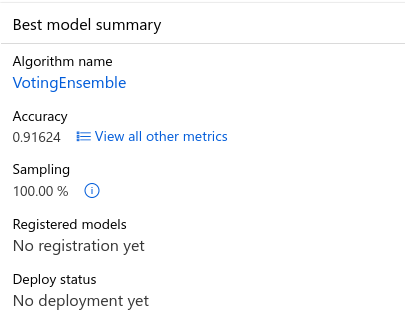 Best model summary
Algorithm name
VotingEnsemble
Accuracy
0.91624 View all other metrics
Sampling
100.00 %
Registered models
No registration yet
Deploy status
No deployment yet